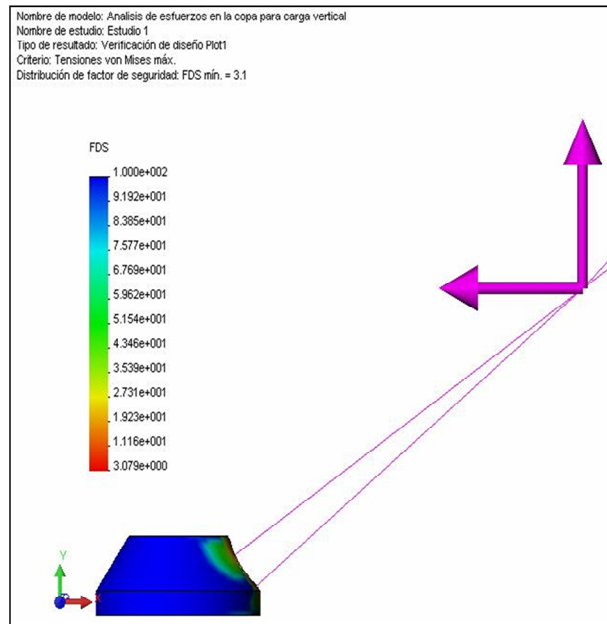 Nombre de modelo: Analisis de esfuerzos en la copa para carga vertical
Nombre de estudio: Estudio 1
Tipo de resultado: Verificación de diseño Plot1
Criterio: Tensiones von Mises máx.
Distribución de factor de seguridad: FDS mín. = 3.1
FDS
1.000e+002
9.192e+001
8.385e+001
7.577e+001
6.769e+001
5.962e+001
5.154e+001
4.346e+001
3.539e+001
2.731e+001
1.923e+001
1.116e+001
3.079e+000
Y
X